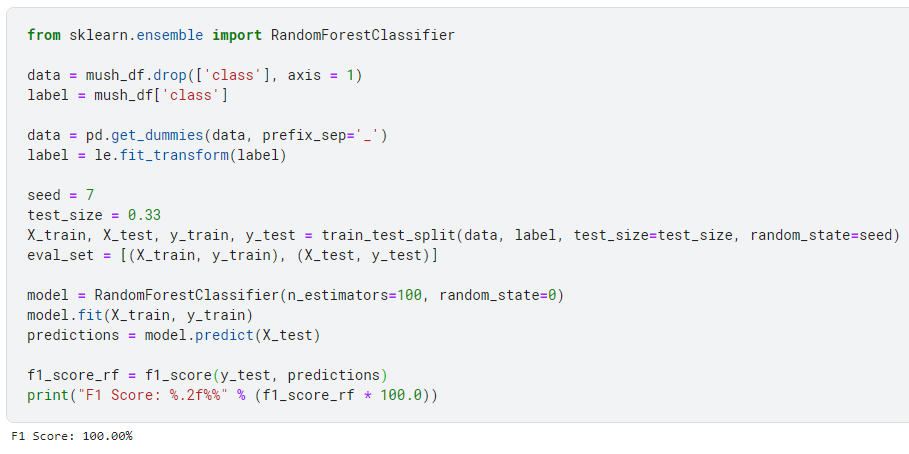 from sklearn.ensemble import RandomForestClassifier
data = mush_df.drop(['class'], axis = 1)
label = mush_df['class']
data = pd.get_dummies(data, prefix_sep='_')
label = le.fit_transform(label)
seed = 7
test_size = 0.33
X_train, X_test, y_train, y_test = train_test_split(data, label, test_size=test_size, random_state=seed)
eval_set = [(X_train, y_train), (X_test, y_test)]
model = RandomForestClassifier(n_estimators=100, random_state=0)
model.fit(X_train, y_train)
predictions = model.predict(X_test)
f1_score_rf = f1_score(y_test, predictions)
print("F1 Score: %.2f%%" % (f1_score_rf * 100.0))
F1 Score: 100.00%